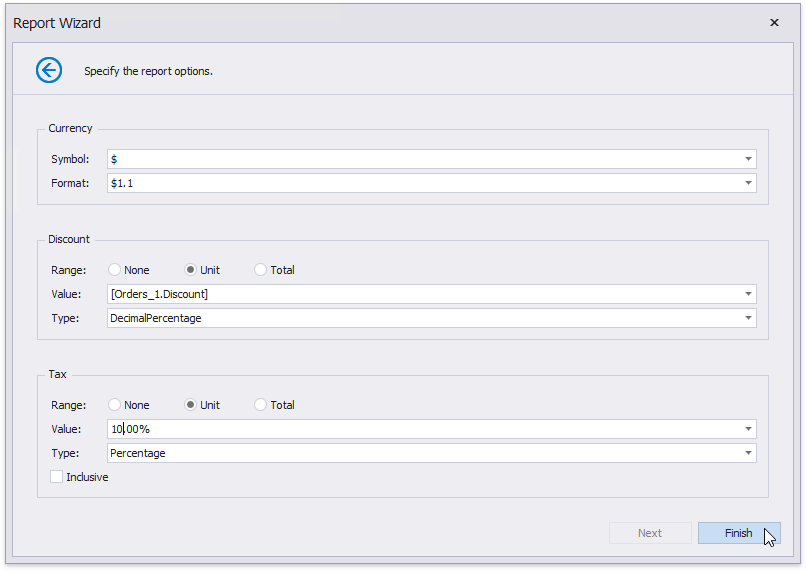 Report Wizard
Specify the report options.
Currency
Symbol: $
Format: $1.1
Discount
Range: None Unit Total
Value: [Orders_1.Discount]
Type: DecimalPercentage
Tax
Range: None Unit Total
Value: 10.00%
Type: Percentage
Inclusive
Next Finish